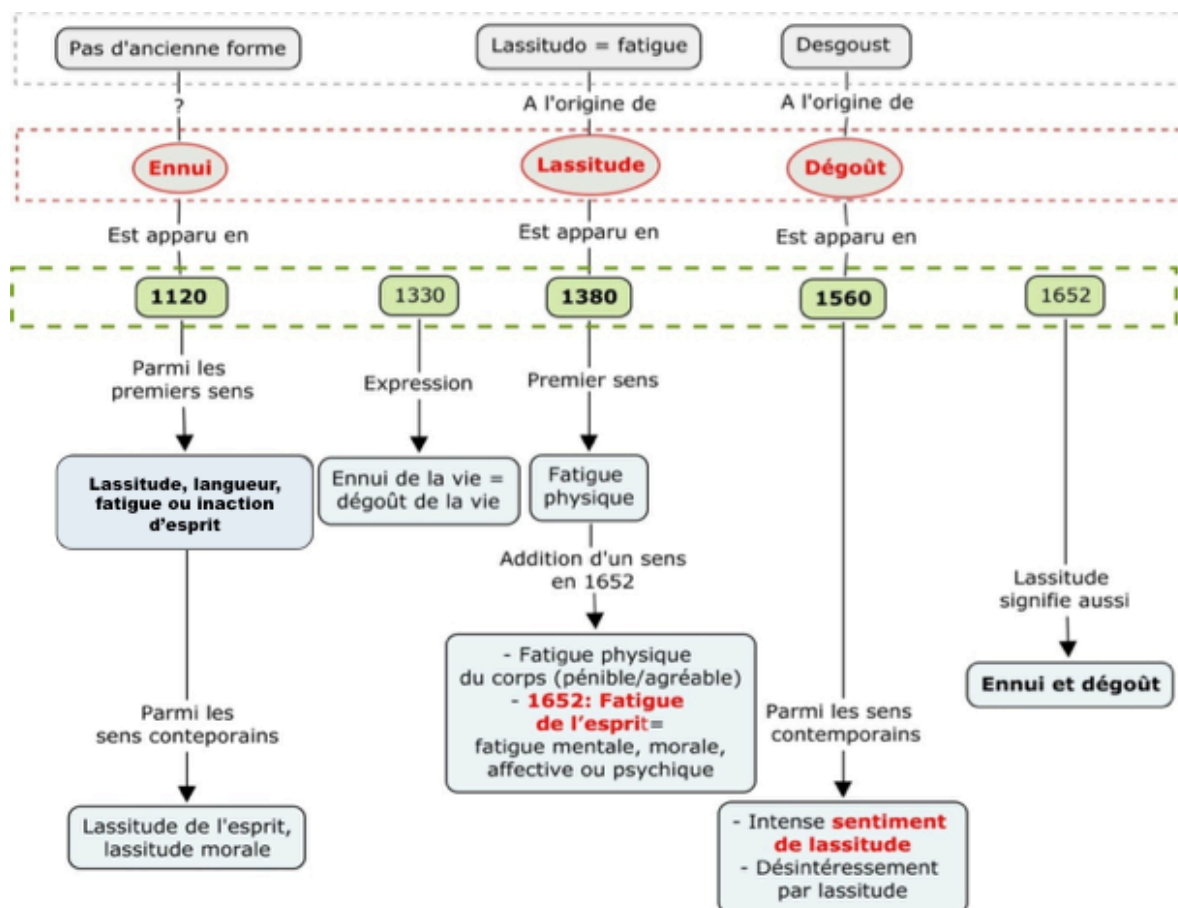 Pas d'ancienne forme
Lassitudo = fatigue
Desgoust
?
A l'origine de
A l'origine de
Ennui
Lassitude
Dégoût
Est apparu en
Est apparu en
Est apparu en
1120
1330
1380
1560
1652
Parmi les
premiers sens
Expression
Premier sens
Lassitude, langueur,
fatigue ou inaction
d'esprit
Ennui de la vie =
dégoût de la vie
Fatigue
physique
Addition d'un sens
en 1652
Lassitude
signifie aussi
- Fatigue physique
du corps (pénible/agréable)
- 1652: Fatigue
de l'esprit=
fatigue mentale, morale,
affective ou psychique
Ennui et dégoût
Parmi les
sens conteporains
Parmi les sens
contemporains
Lassitude de l'esprit,
lassitude morale
- Intense sentiment
de lassitude
- Désintéressement
par lassitude